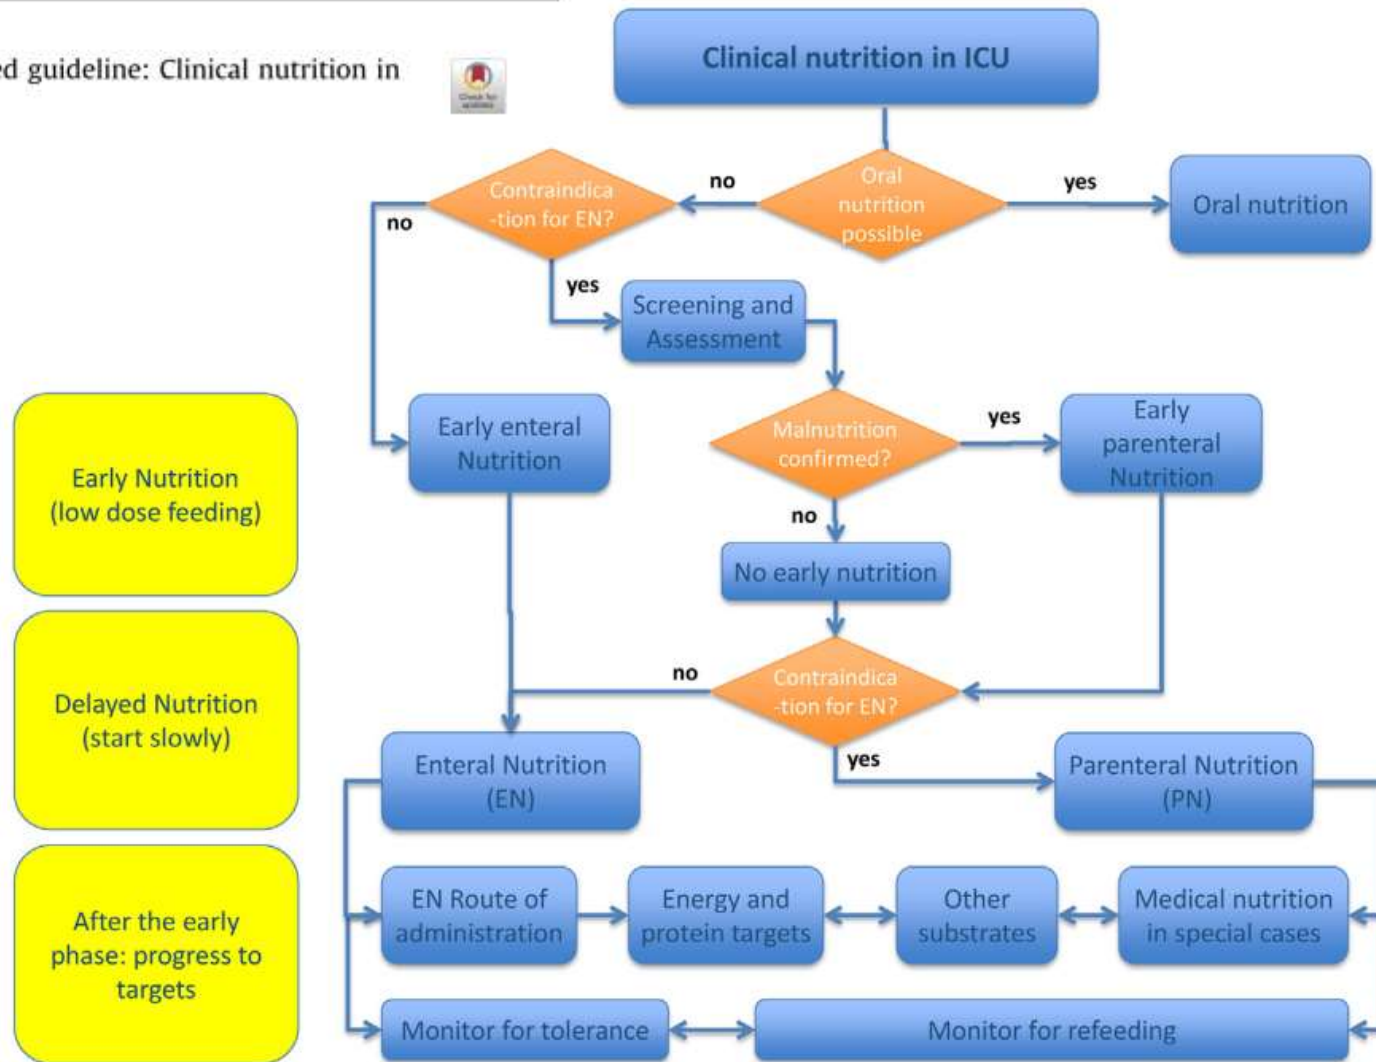 ed guideline: Clinical nutrition in
Check for
updates
Clinical nutrition in ICU
Oral
nutrition
possible
yes
Oral nutrition
no
Contraindica
-tion for EN?
no
yes
Screening and
Assessment
Malnutrition
confirmed?
yes
Early
parenteral
Nutrition
Early enteral
Nutrition
no
No early nutrition
Contraindica
-tion for EN?
no
yes
Enteral Nutrition
(EN)
Parenteral Nutrition
(PN)
EN Route of
administration
Energy and
protein targets
Other
substrates
Medical nutrition
in special cases
Monitor for tolerance
Monitor for refeeding
Early Nutrition
(low dose feeding)
Delayed Nutrition
(start slowly)
After the early
phase: progress to
targets